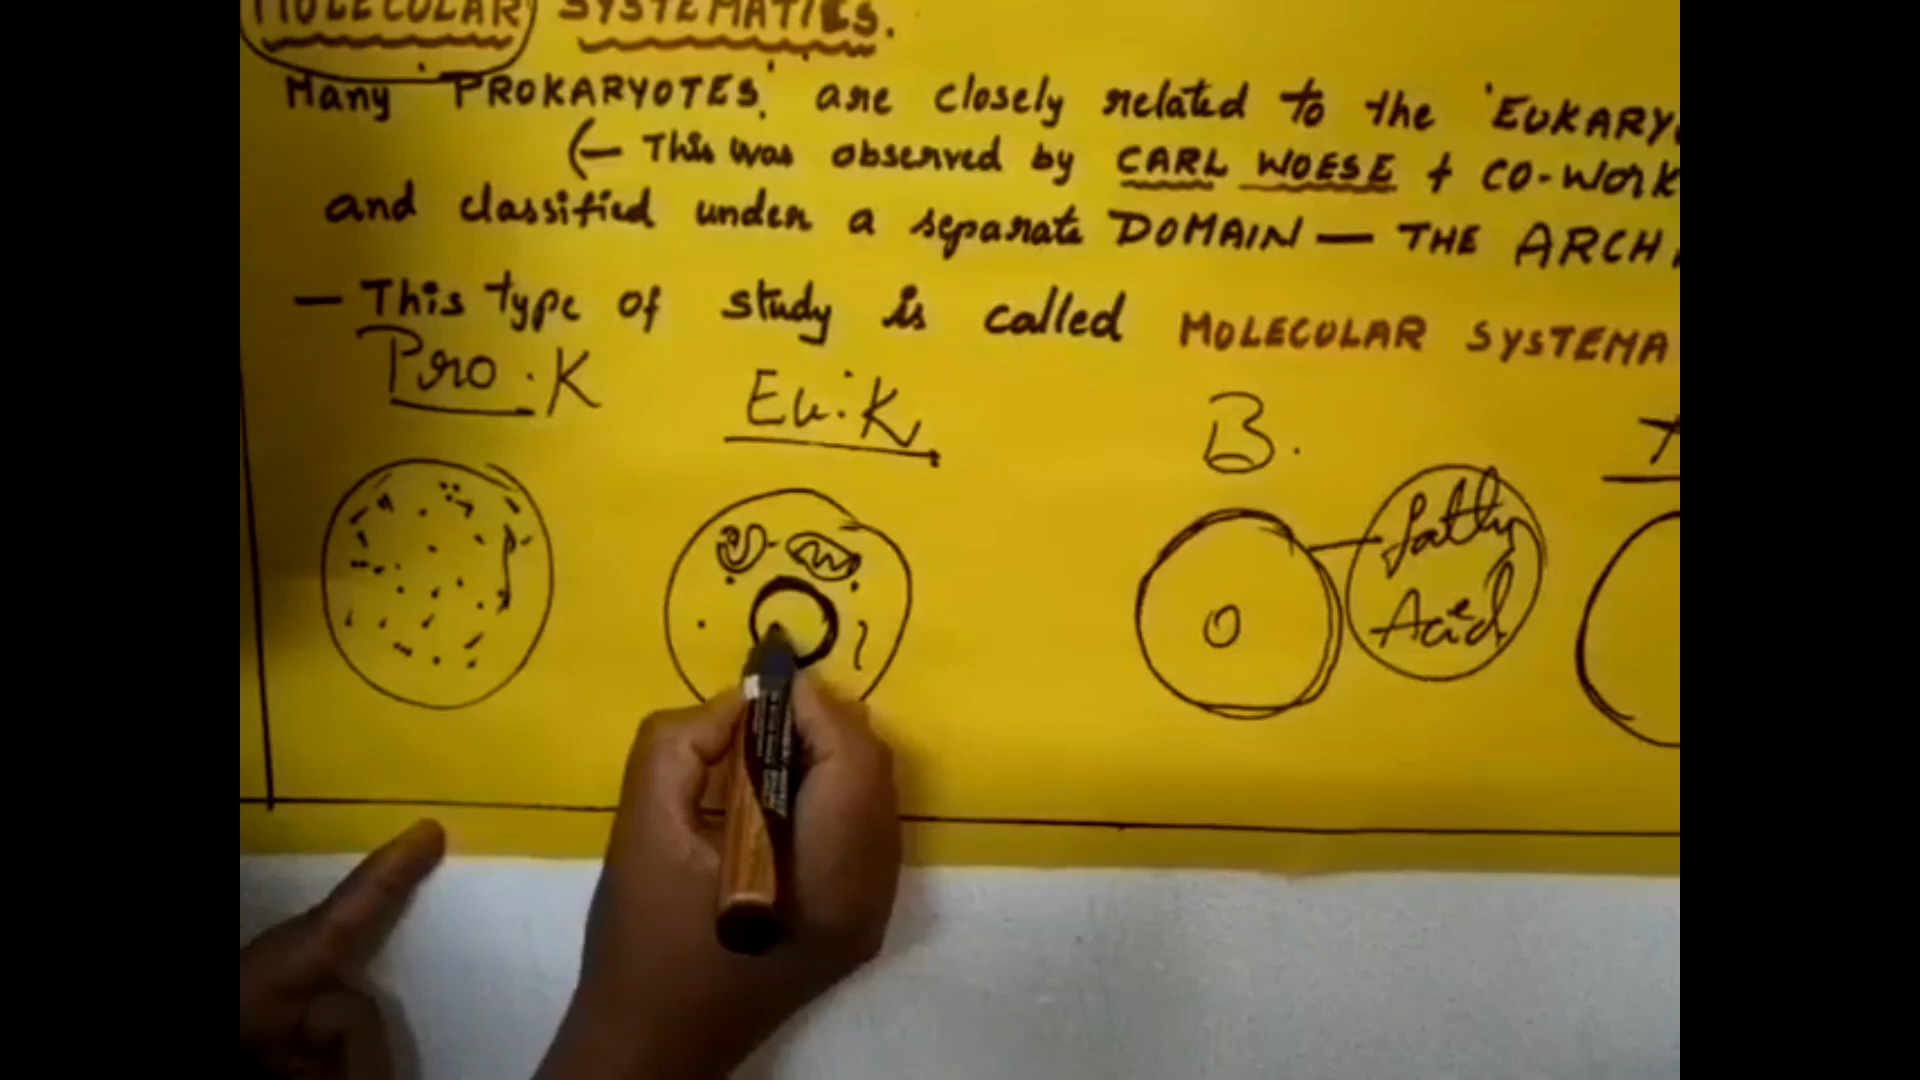 MOLECULAR SYSTEMATICS.
Many 'PROKARYOTES' are closely related to the 'EUKARY
(— This was observed by CARL WOESE + CO-WORK
and classified under a separate DOMAIN — THE ARCH
— This type of study is called MOLECULAR SYSTEMA
Pro.K
Eu.K
B.
Fatty
Acid